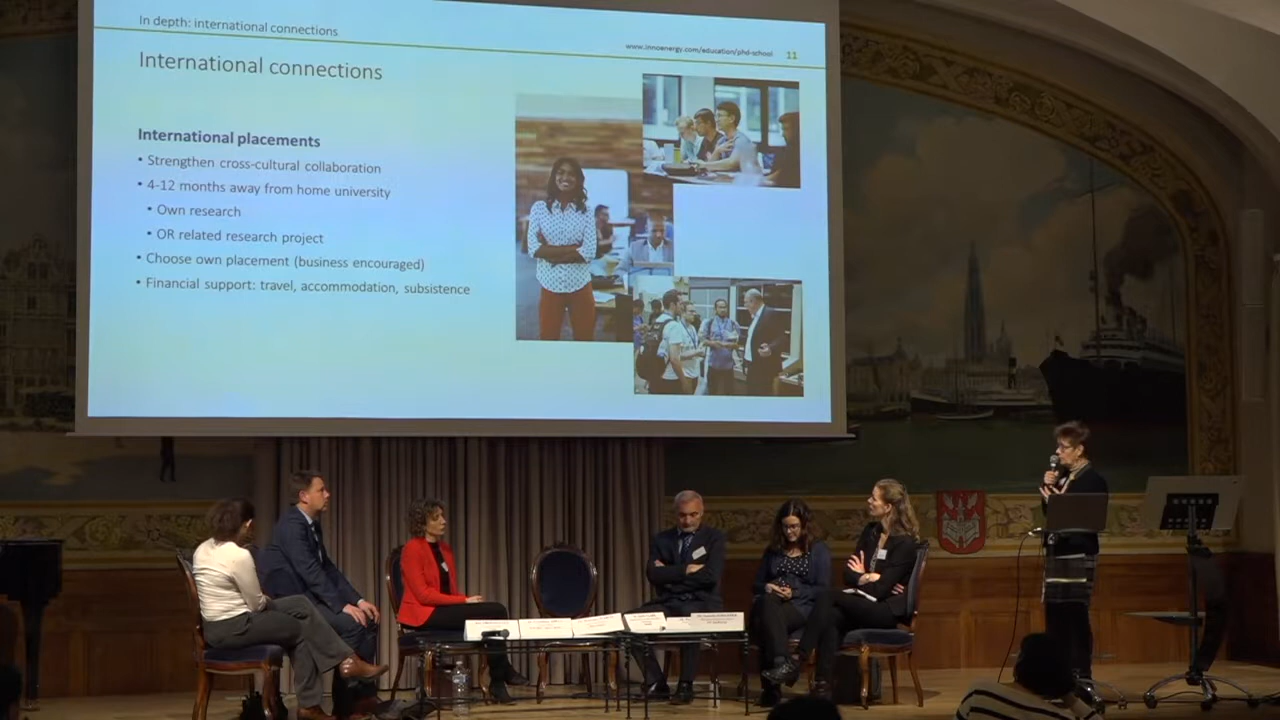 In depth: international connections
www.innoenergy.com/education/phd-school 11
International connections
International placements
• Strengthen cross-cultural collaboration
• 4-12 months away from home university
• Own research
• OR related research project
• Choose own placement (business encouraged)
• Financial support: travel, accommodation, subsistence